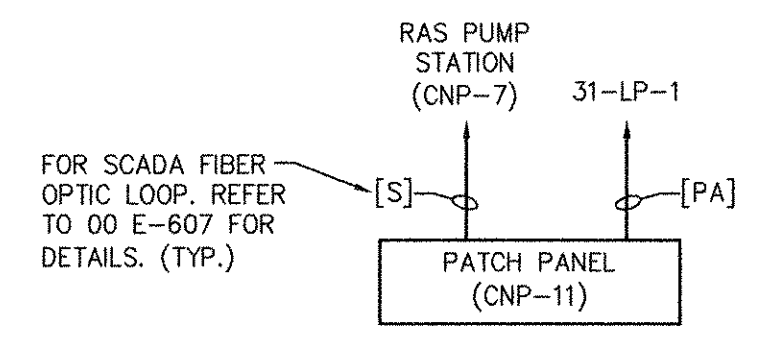 RAS PUMP
STATION
(CNP-7)
31-LP-1
FOR SCADA FIBER
OPTIC LOOP. REFER
TO 00 E-607 FOR
DETAILS. (TYP.)
[S]
[PA]
PATCH PANEL
(CNP-11)